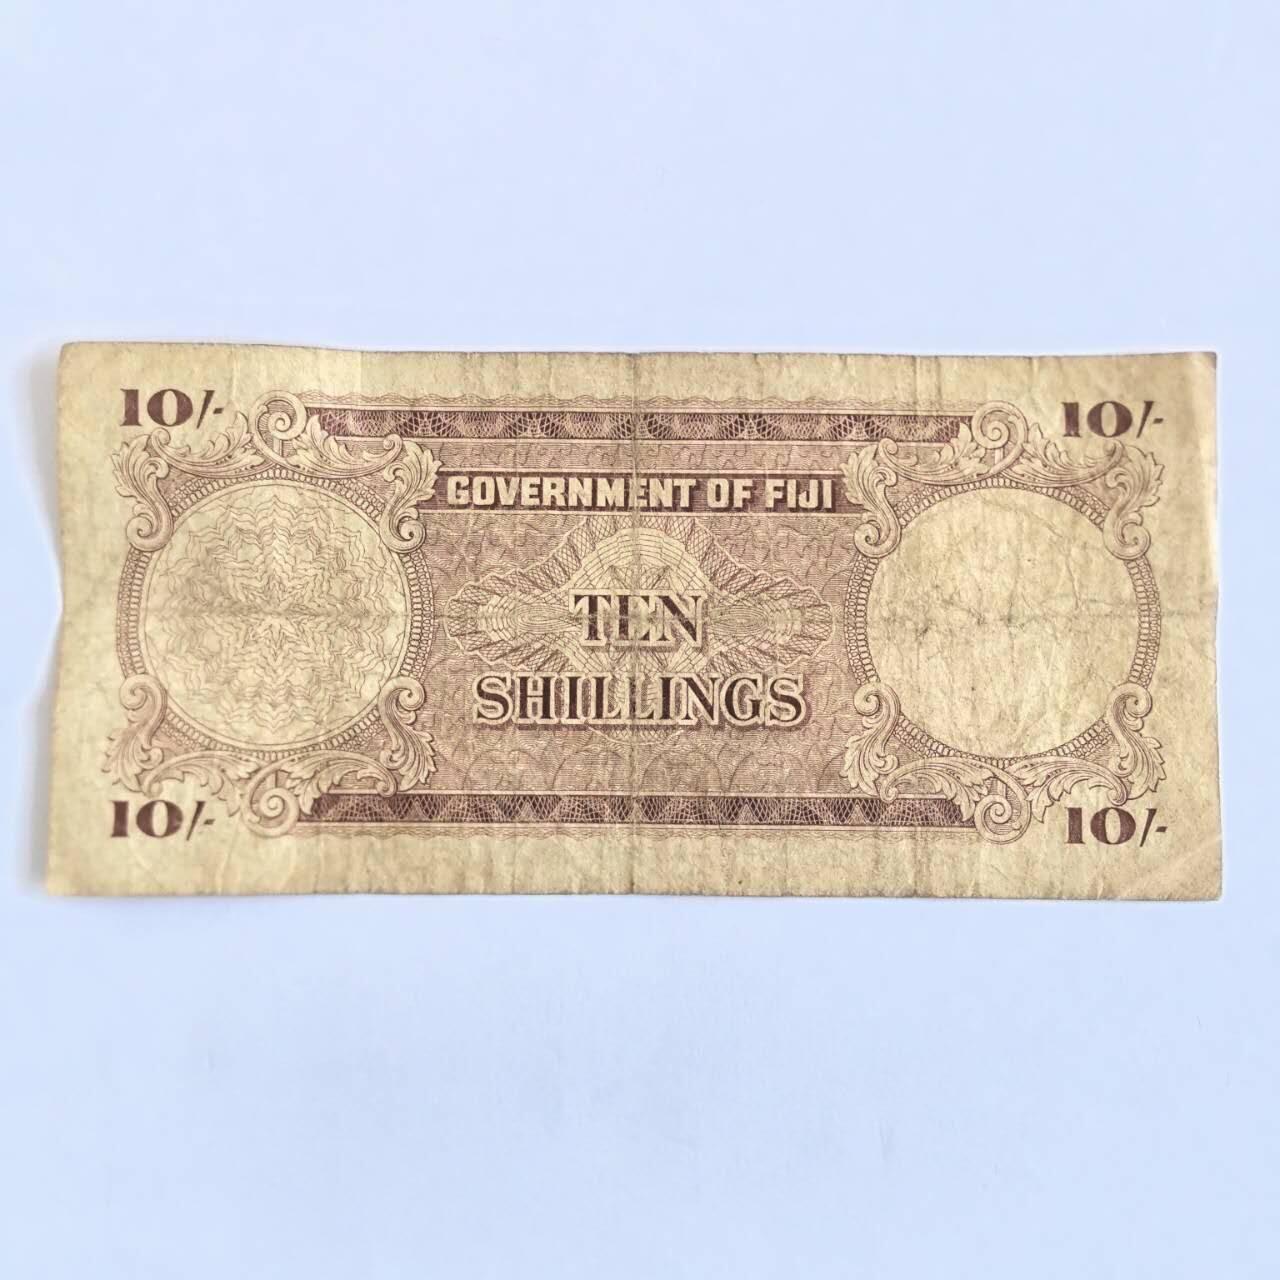 10/-
10/-
GOVERNMENT OF FIJI
TEN
SHILLINGS
10/-
10/-